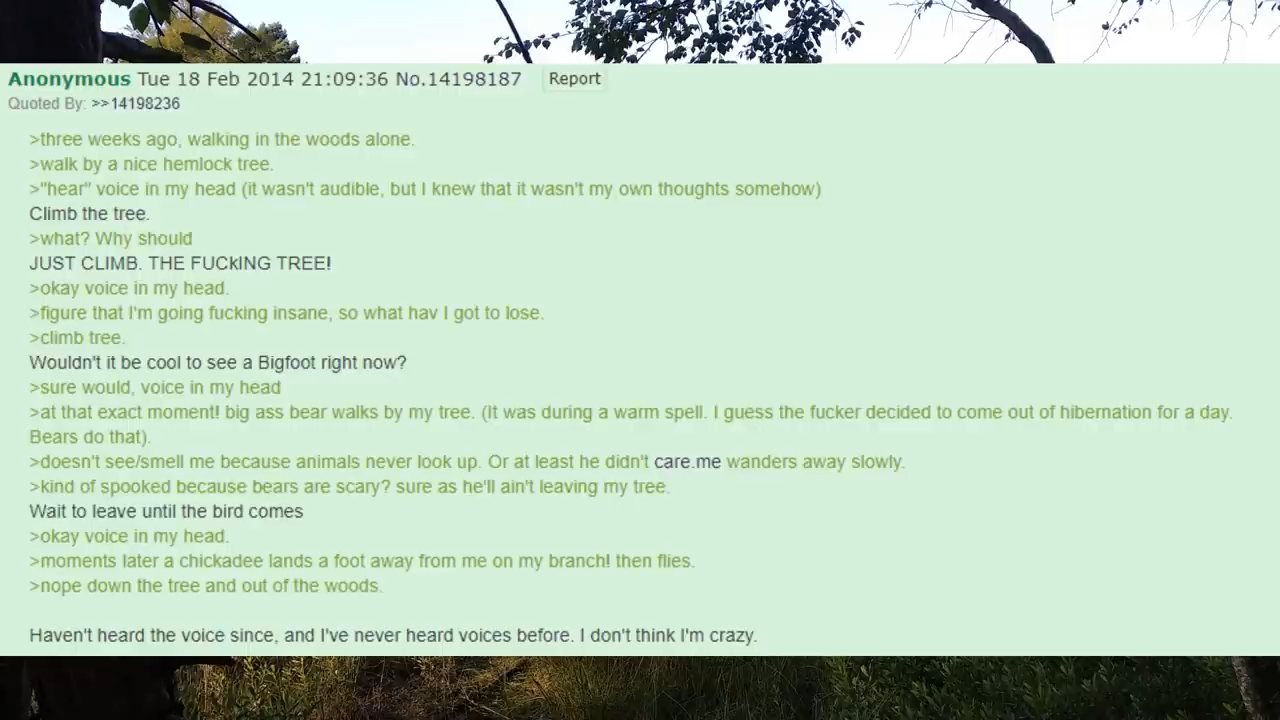 Anonymous Tue 18 Feb 2014 21:09:36 No.14198187 Report
Quoted By: >>14198236
>three weeks ago, walking in the woods alone.
>walk by a nice hemlock tree.
>"hear" voice in my head (it wasn't audible, but I knew that it wasn't my own thoughts somehow)
Climb the tree.
>what? Why should
JUST CLIMB. THE FUCkING TREE!
>okay voice in my head.
>figure that I'm going fucking insane, so what hav I got to lose.
>climb tree.
Wouldn't it be cool to see a Bigfoot right now?
>sure would, voice in my head
>at that exact moment! big ass bear walks by my tree. (It was during a warm spell. I guess the fucker decided to come out of hibernation for a day.
Bears do that).
>doesn't see/smell me because animals never look up. Or at least he didn't care.me wanders away slowly.
>kind of spooked because bears are scary? sure as he'll ain't leaving my tree.
Wait to leave until the bird comes
>okay voice in my head.
>moments later a chickadee lands a foot away from me on my branch! then flies.
>nope down the tree and out of the woods.
Haven't heard the voice since, and I've never heard voices before. I don't think I'm crazy.